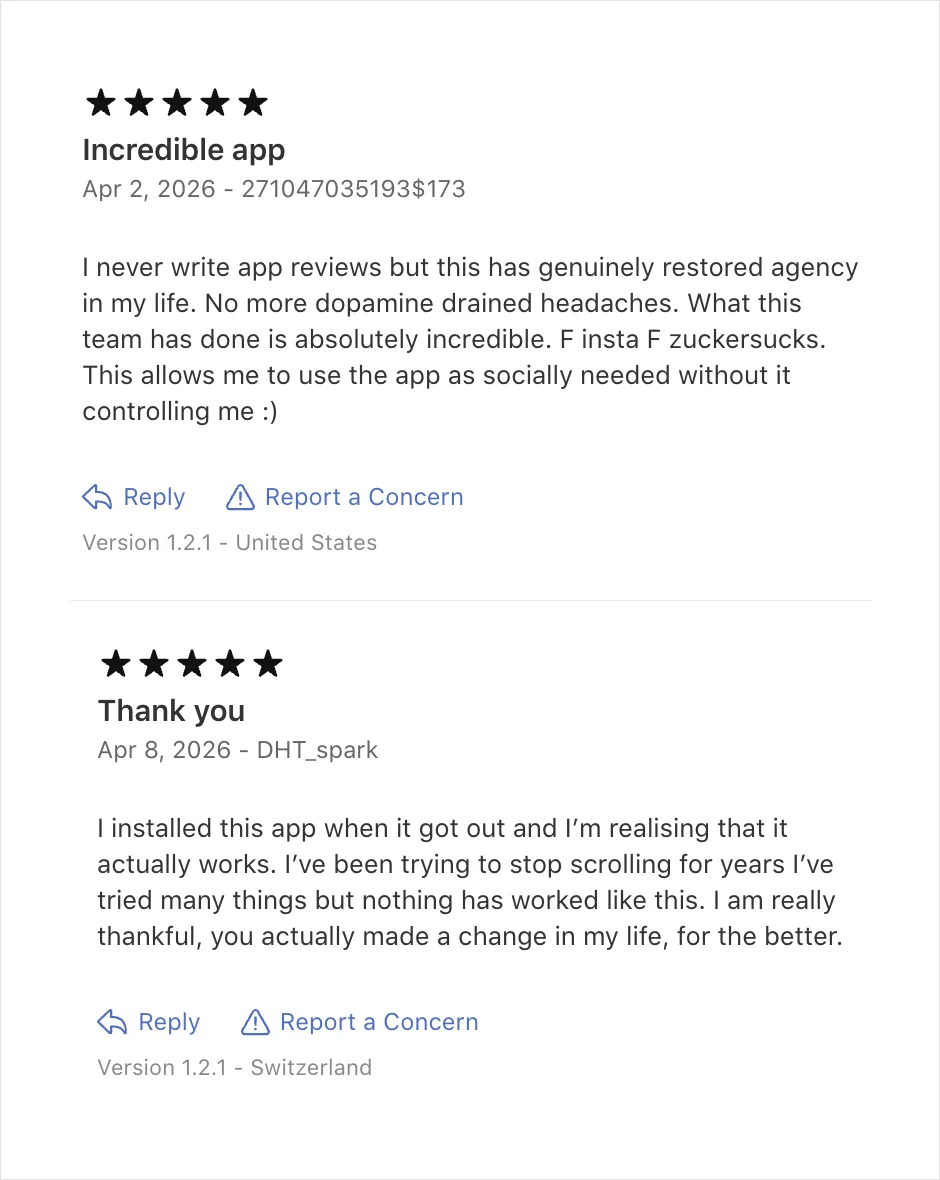 Incredible app
Apr 2, 2026 - 271047035193$173
I never write app reviews but this has genuinely restored agency
in my life. No more dopamine drained headaches. What this
team has done is absolutely incredible. F insta F zuckersucks.
This allows me to use the app as socially needed without it
controlling me :)
Reply Report a Concern
Version 1.2.1 - United States
Thank you
Apr 8, 2026 - DHT_spark
I installed this app when it got out and I’m realising that it
actually works. I’ve been trying to stop scrolling for years I’ve
tried many things but nothing has worked like this. I am really
thankful, you actually made a change in my life, for the better.
Reply Report a Concern
Version 1.2.1 - Switzerland